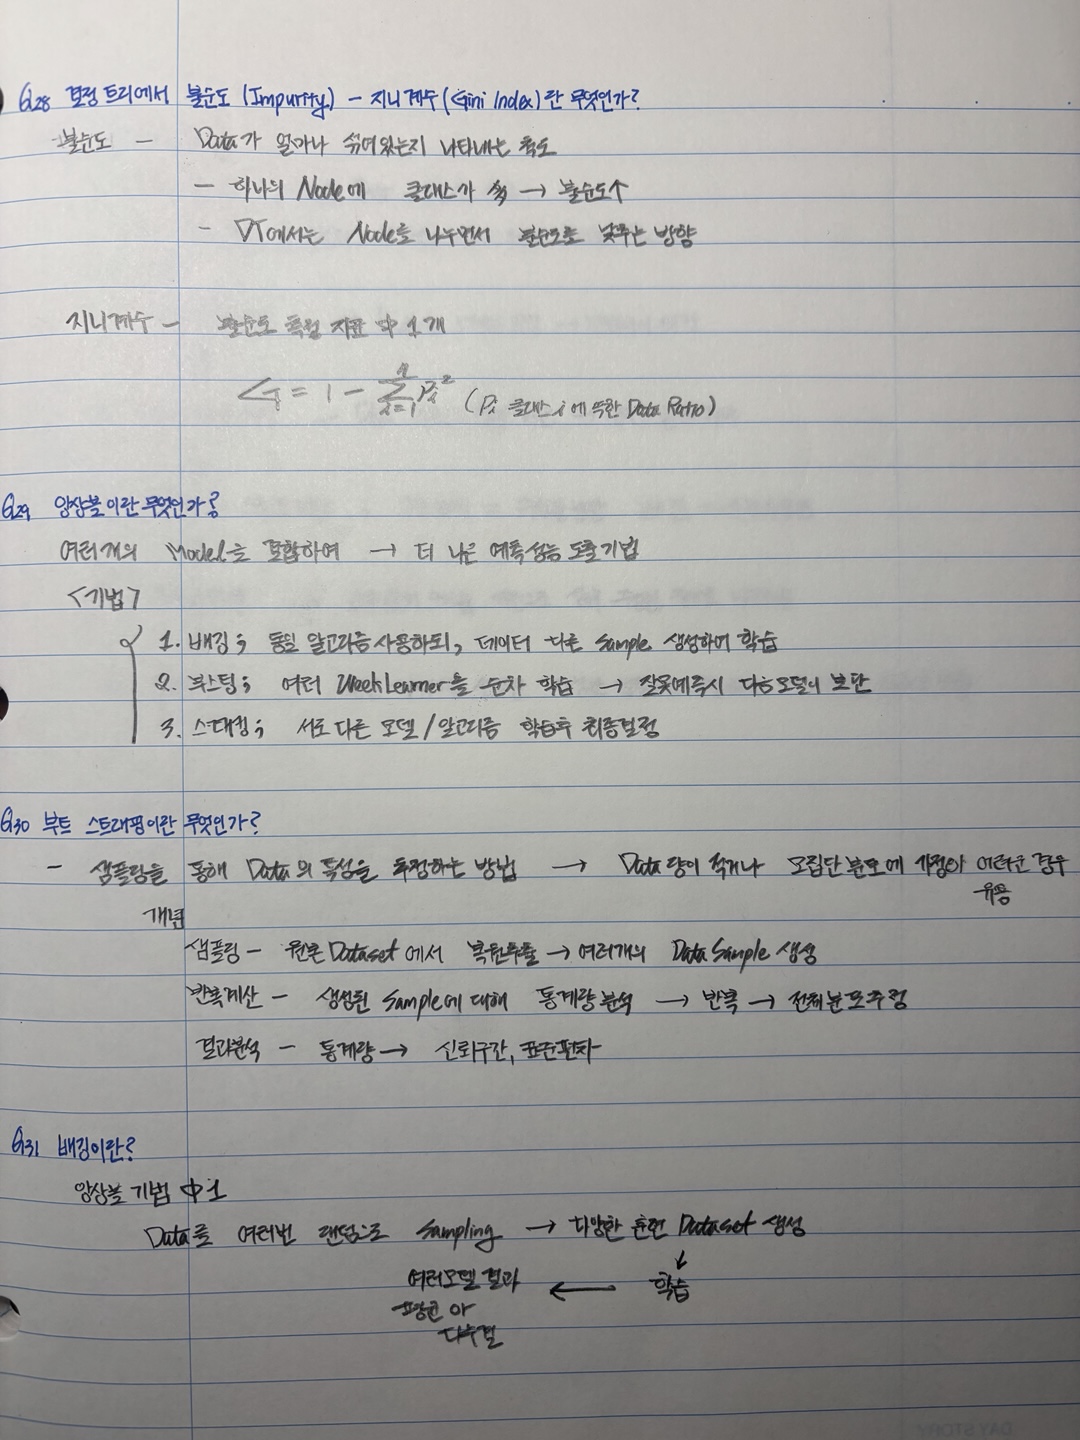 Q28 결정 트리에서 불순도 (Impurity) - 지니계수 (Gini Index)란 무엇인가?
불순도 - Data가 얼마나 섞여있는지 나타내는 척도
- 하나의 Node에 클래스가 多 → 불순도↑
- DT에서는 Node를 나누면서 불순도를 낮추는 방향
지니계수 - 불순도 측정 지표 中 1개
G = 1 - Σ i=1 Pi² (Pi 클래스 i에 속한 Data Ratio)
Q29 앙상블이란 무엇인가?
여러개의 Model을 결합하여 → 더 나은 예측성능 도출기법
<기법>
1. 배깅; 동일 알고리즘사용하되, 데이터 다른 Sample 생성하여 학습
2. 부스팅; 여러 Week Learner를 순차 학습 → 잘못예측시 다음모델이 보완
3. 스태킹; 서로 다른 모델/알고리즘 학습후 최종결정
Q30 부트 스트래핑이란 무엇인가?
- 샘플링을 통해 Data의 특성을 추정하는 방법 → Data양이 적거나 모집단 분포에 가정이 어려운 경우
유용
개념
샘플링 - 원본 Dataset에서 복원추출 → 여러개의 Data Sample 생성
반복계산 - 생성된 Sample에 대해 통계량 분석 → 반복 → 전체분포추정
결과분석 - 통계량 → 신뢰구간, 표준편차
Q31 배깅이란?
앙상블 기법 中 1
Data를 여러번 랜덤으로 Sampling → 다양한 훈련 Dataset 생성
↓
여러모델 결과 ← 학습
평균 or
다수결
DAY STORY